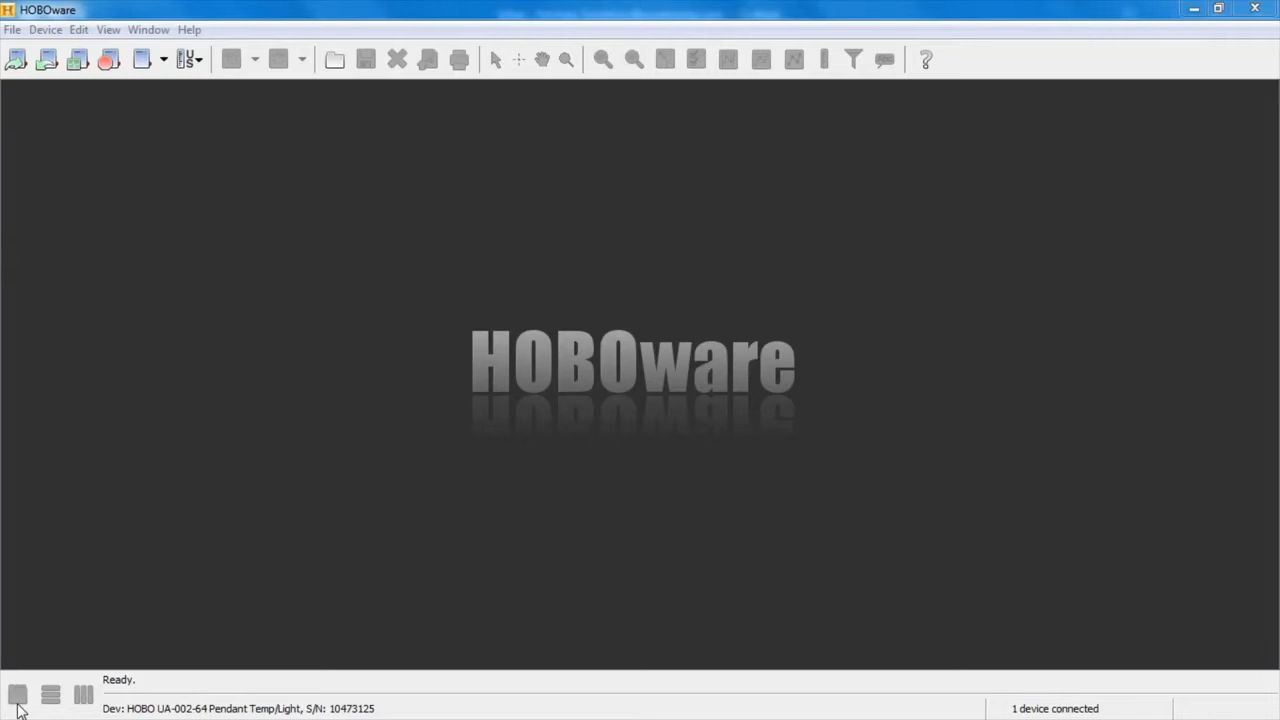 HOBOware
File Device Edit View Window Help
US
HOBOware
Ready.
Dev: HOBO UA-002-64 Pendant Temp/Light, S/N: 10473125
1 device connected